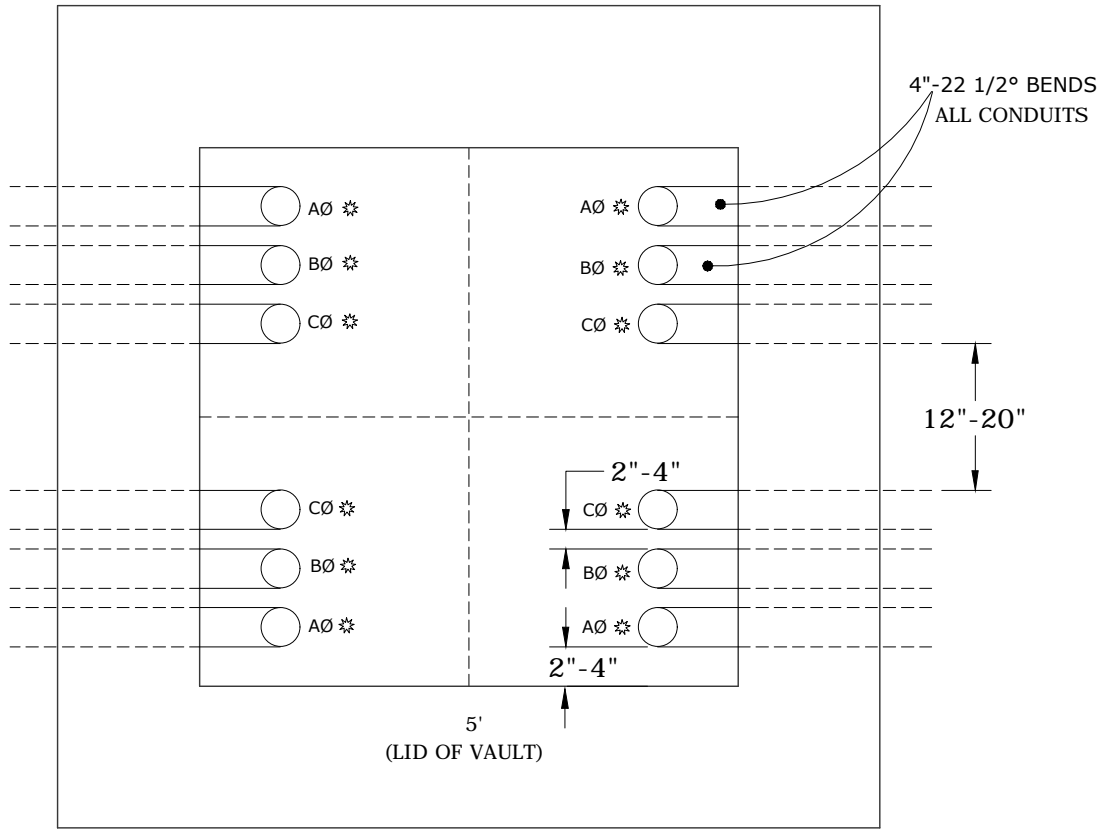 4"-22 1/2° BENDS
ALL CONDUITS
AØ AØ
BØ BØ
CØ CØ
12"-20"
2"-4"
CØ CØ
BØ BØ
AØ AØ
2"-4"
5'
(LID OF VAULT)